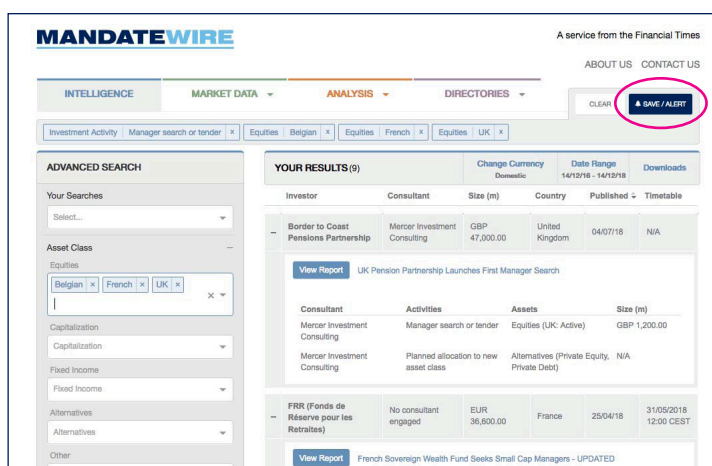 MANDATEWIRE
A service from the Financial Times
ABOUT US CONTACT US
INTELLIGENCE MARKET DATA ANALYSIS DIRECTORIES
CLEAR SAVE / ALERT
Investment Activity Manager search or tender x Equities Belgian x Equities French x Equities UK x
ADVANCED SEARCH
Your Searches
Select...
Asset Class
Equities
Belgian x French x UK x
Capitalization
Capitalization
Fixed Income
Fixed Income
Alternatives
Alternatives
Other
YOUR RESULTS (9) Change Currency Date Range Downloads
Domestic 14/12/16 - 14/12/18
Investor Consultant Size (m) Country Published Timetable
Border to Coast Mercer Investment GBP United 04/07/18 N/A
Pensions Partnership Consulting 47,000.00 Kingdom
View Report UK Pension Partnership Launches First Manager Search
Consultant Activities Assets Size (m)
Mercer Investment Manager search or tender Equities (UK: Active) GBP 1,200.00
Consulting
Mercer Investment Planned allocation to new Alternatives (Private Equity, N/A
Consulting asset class Private Debt)
FRR (Fonds de No consultant EUR France 25/04/18 31/05/2018
Réserve pour les engaged 36,600.00 12:00 CEST
Retraites)
View Report French Sovereign Wealth Fund Seeks Small Cap Managers - UPDATED